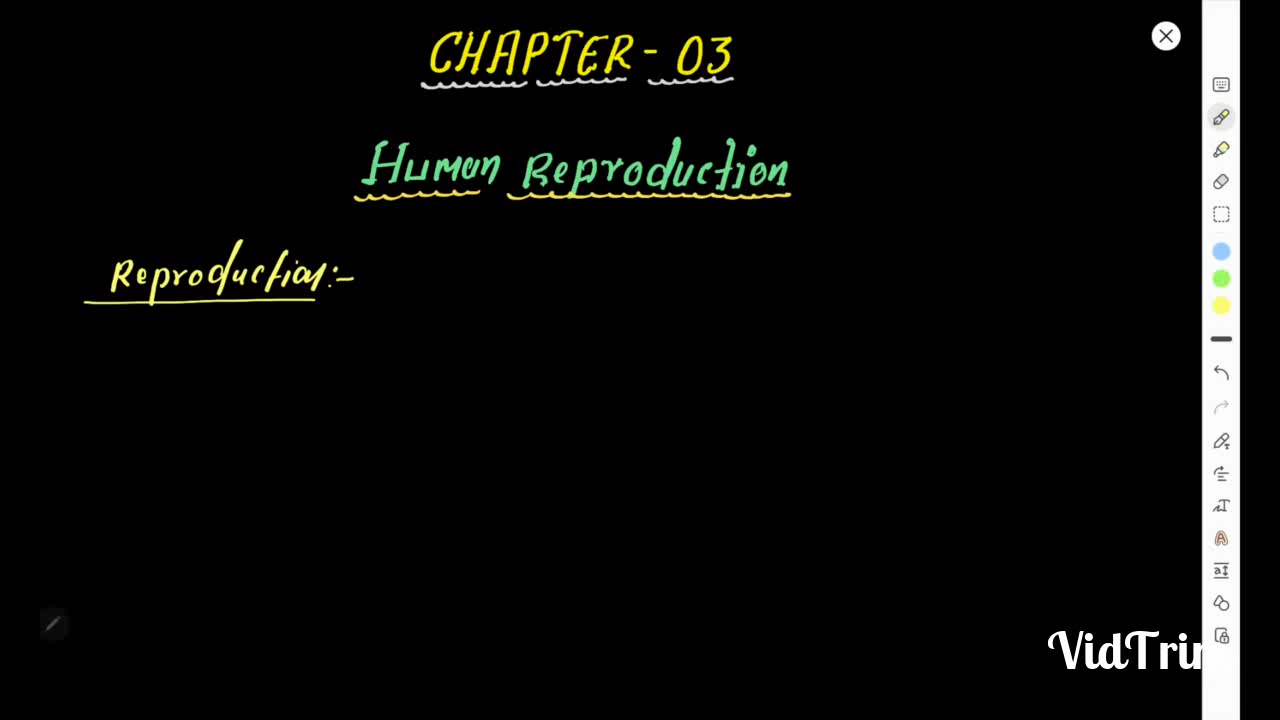 CHAPTER - 03
Human Reproduction
Reproduction:-
VidTri